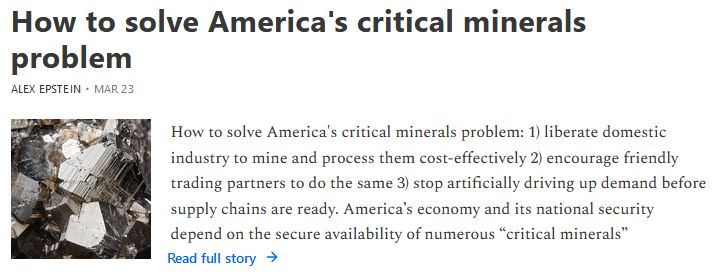 How to solve America's critical minerals
problem
ALEX EPSTEIN • MAR 23
How to solve America's critical minerals problem: 1) liberate domestic
industry to mine and process them cost-effectively 2) encourage friendly
trading partners to do the same 3) stop artificially driving up demand before
supply chains are ready. America’s economy and its national security
depend on the secure availability of numerous “critical minerals”
Read full story →